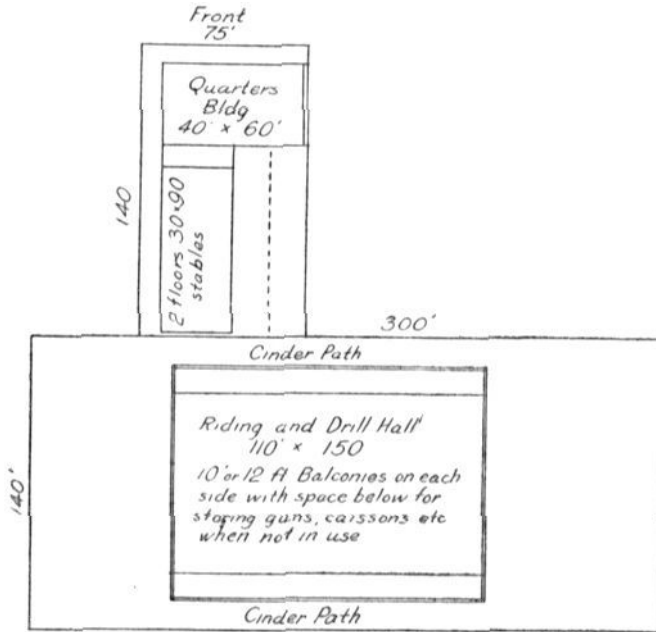 Front
75'
Quarters
Bldg
40' × 60'
140
2 floors 30×90
stables
300'
Cinder Path
Riding and Drill Hall
110' × 150
10' or 12 ft Balconies on each
side with space below for
storing guns, caissons etc
when not in use
140'
Cinder Path